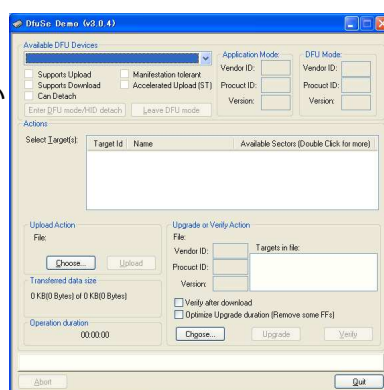 DfuSe Demo (v3.0.4)
Available DFU Devices
Application Mode:
DFU Mode:
Supports Upload
Manifestation tolerant
Supports Download
Accelerated Upload (ST)
Can Detach
Enter DFU mode/HID detach
Leave DFU mode
Vendor ID:
Procuct ID:
Version:
Vendor ID:
Procuct ID:
Version:
Actions
Select Target(s):
Target Id Name Available Sectors (Double Click for more)
Upload Action
File:
Choose...
Upload
Transferred data size
0 KB(0 Bytes) of 0 KB(0 Bytes)
Operation duration
00:00:00
Upgrade or Verify Action
File:
Vendor ID:
Procuct ID:
Version:
Targets in file:
Verify after download
Optimize Upgrade duration (Remove some FFs)
Choose...
Upgrade
Verify
Abort
Quit